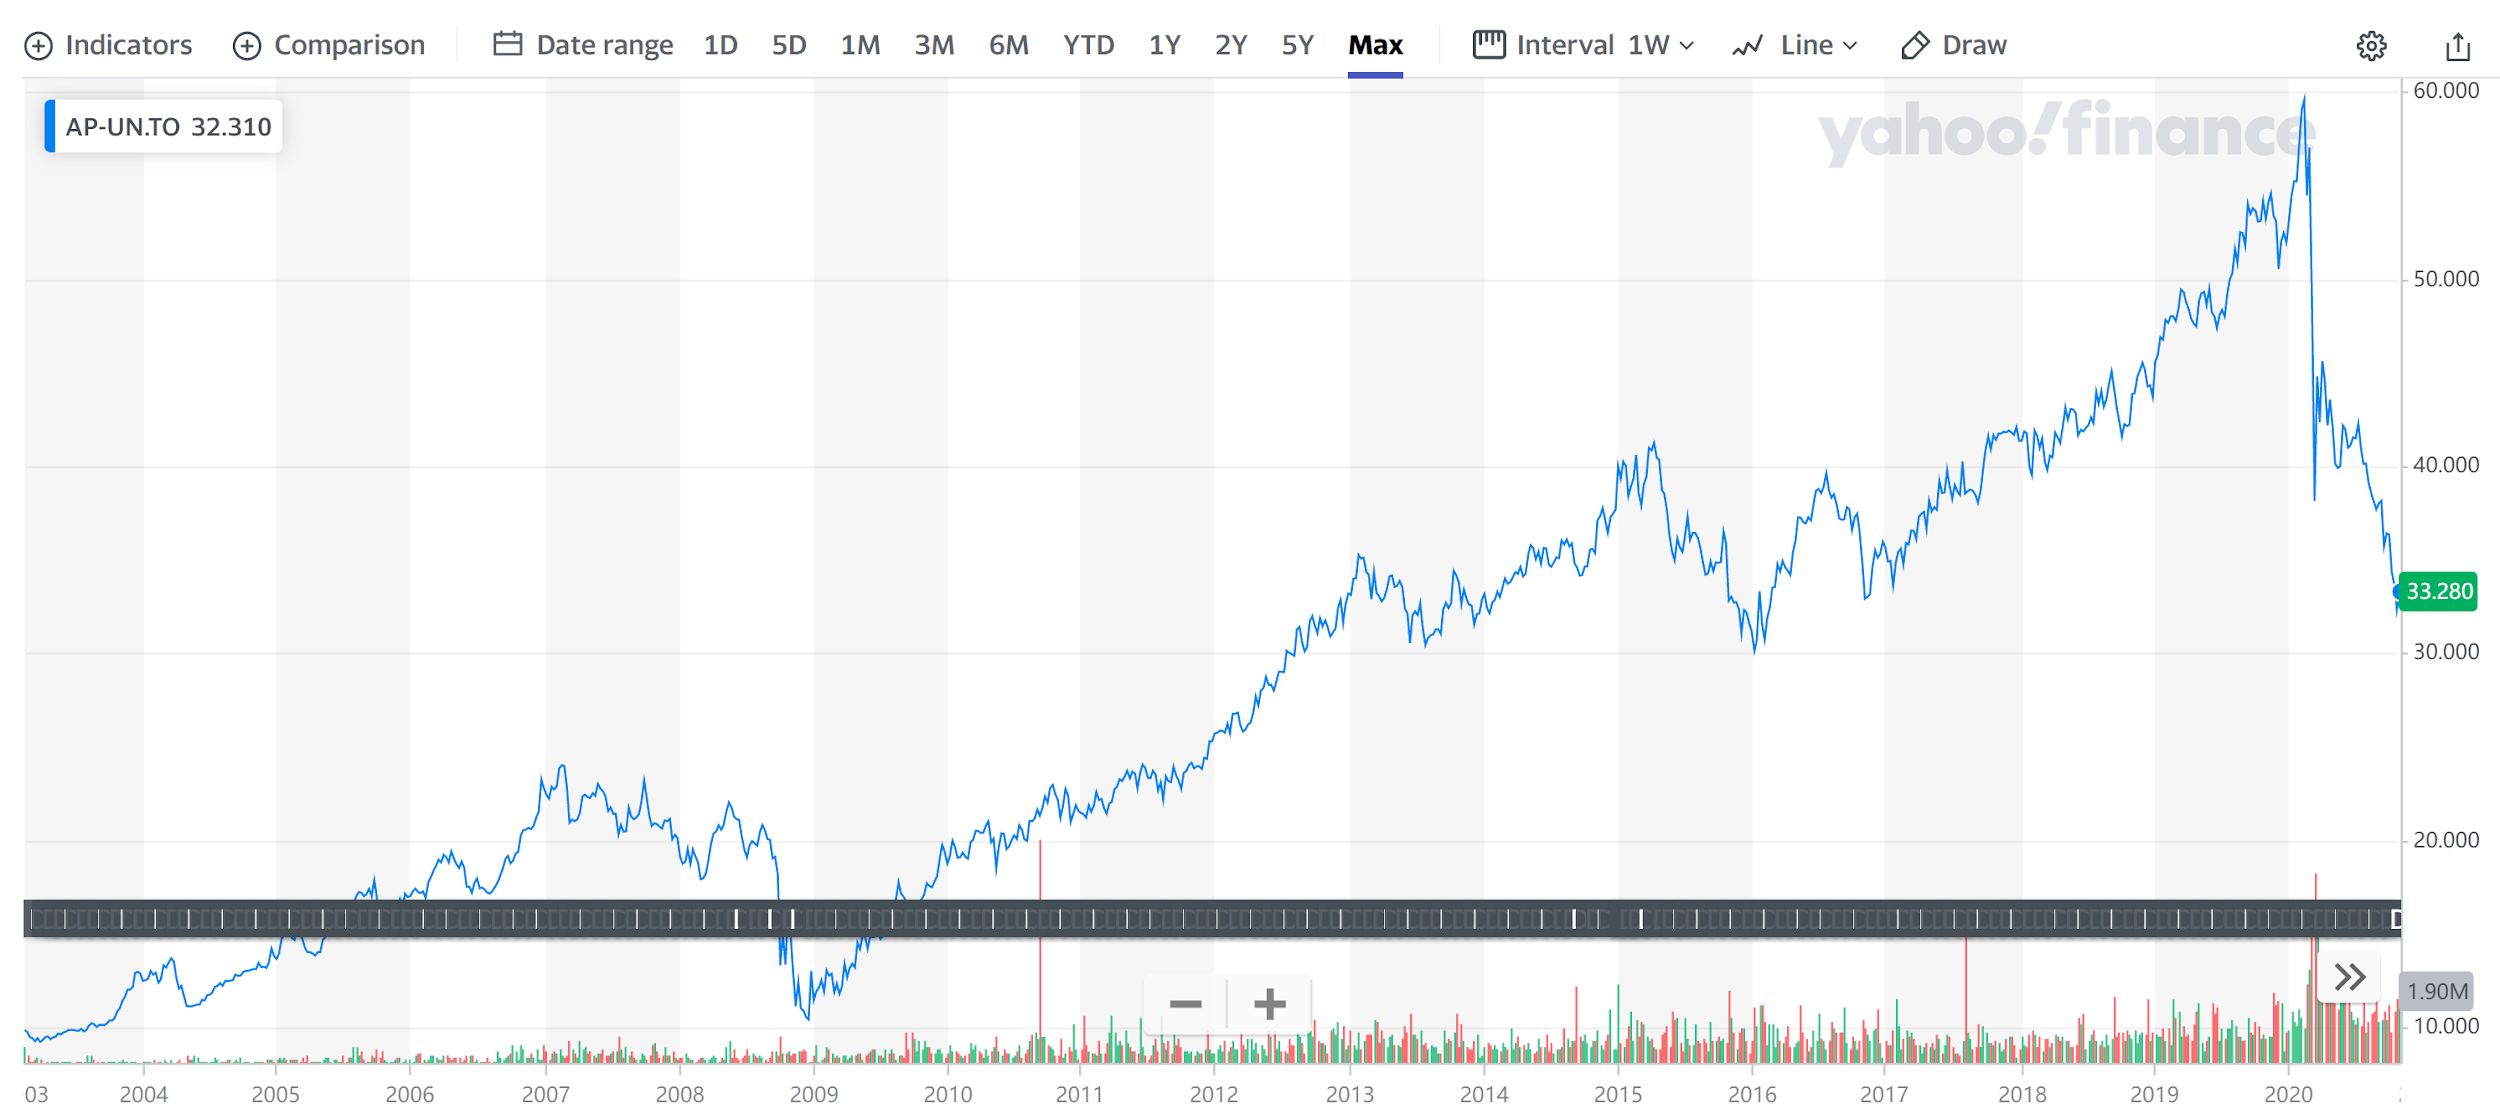 Indicators Comparison Date range 1D 5D 1M 3M 6M YTD 1Y 2Y 5Y Max Interval 1W Line Draw
60.000
AP-UN.TO 32.310
yahoo!finance
50.000
40.000
33.280
30.000
20.000
D
1.90M
10.000
03 2004 2005 2006 2007 2008 2009 2010 2011 2012 2013 2014 2015 2016 2017 2018 2019 2020